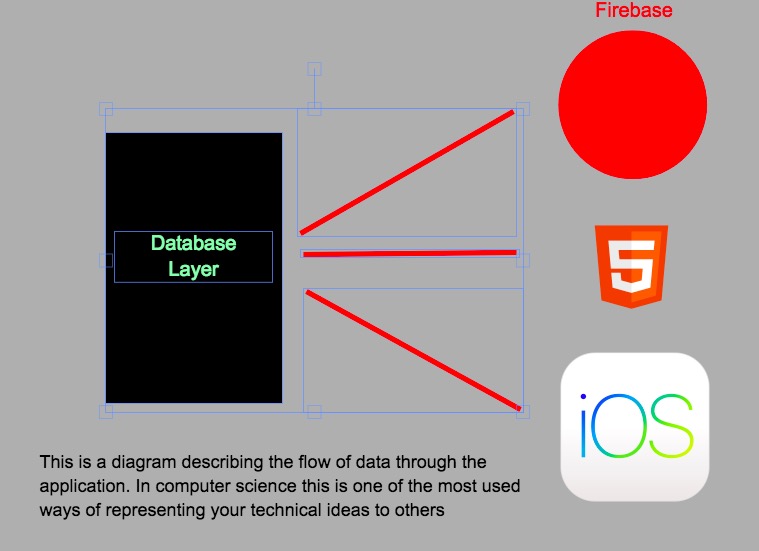 Firebase
Database
Layer
5
iOS
This is a diagram describing the flow of data through the
application. In computer science this is one of the most used
ways of representing your technical ideas to others